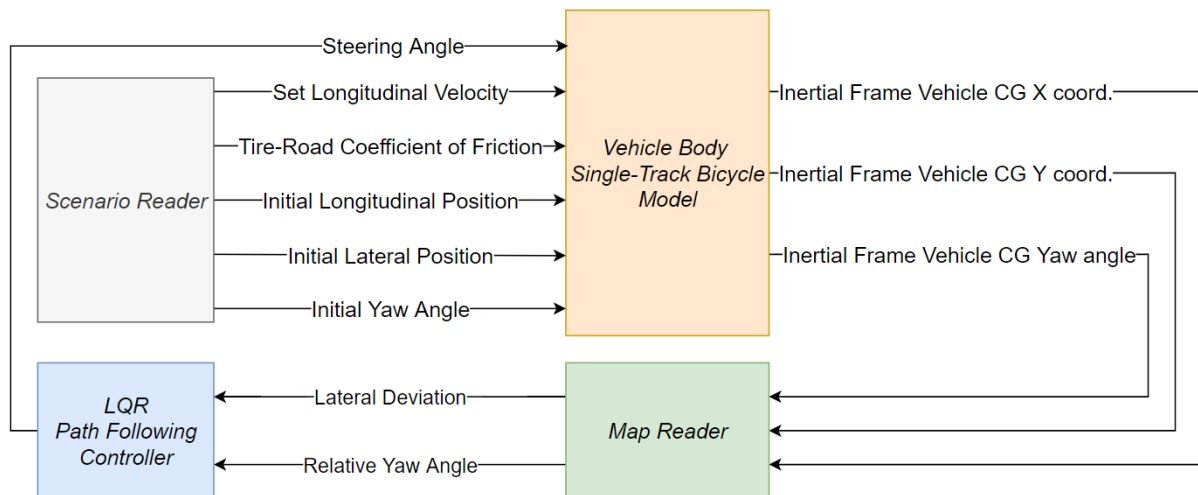 Steering Angle
Set Longitudinal Velocity
Inertial Frame Vehicle CG X coord.
Tire-Road Coefficient of Friction
Vehicle Body
Single-Track Bicycle
Model
Inertial Frame Vehicle CG Y coord.
Scenario Reader
Initial Longitudinal Position
Initial Lateral Position
Inertial Frame Vehicle CG Yaw angle
Initial Yaw Angle
LQR
Path Following
Controller
Lateral Deviation
Map Reader
Relative Yaw Angle